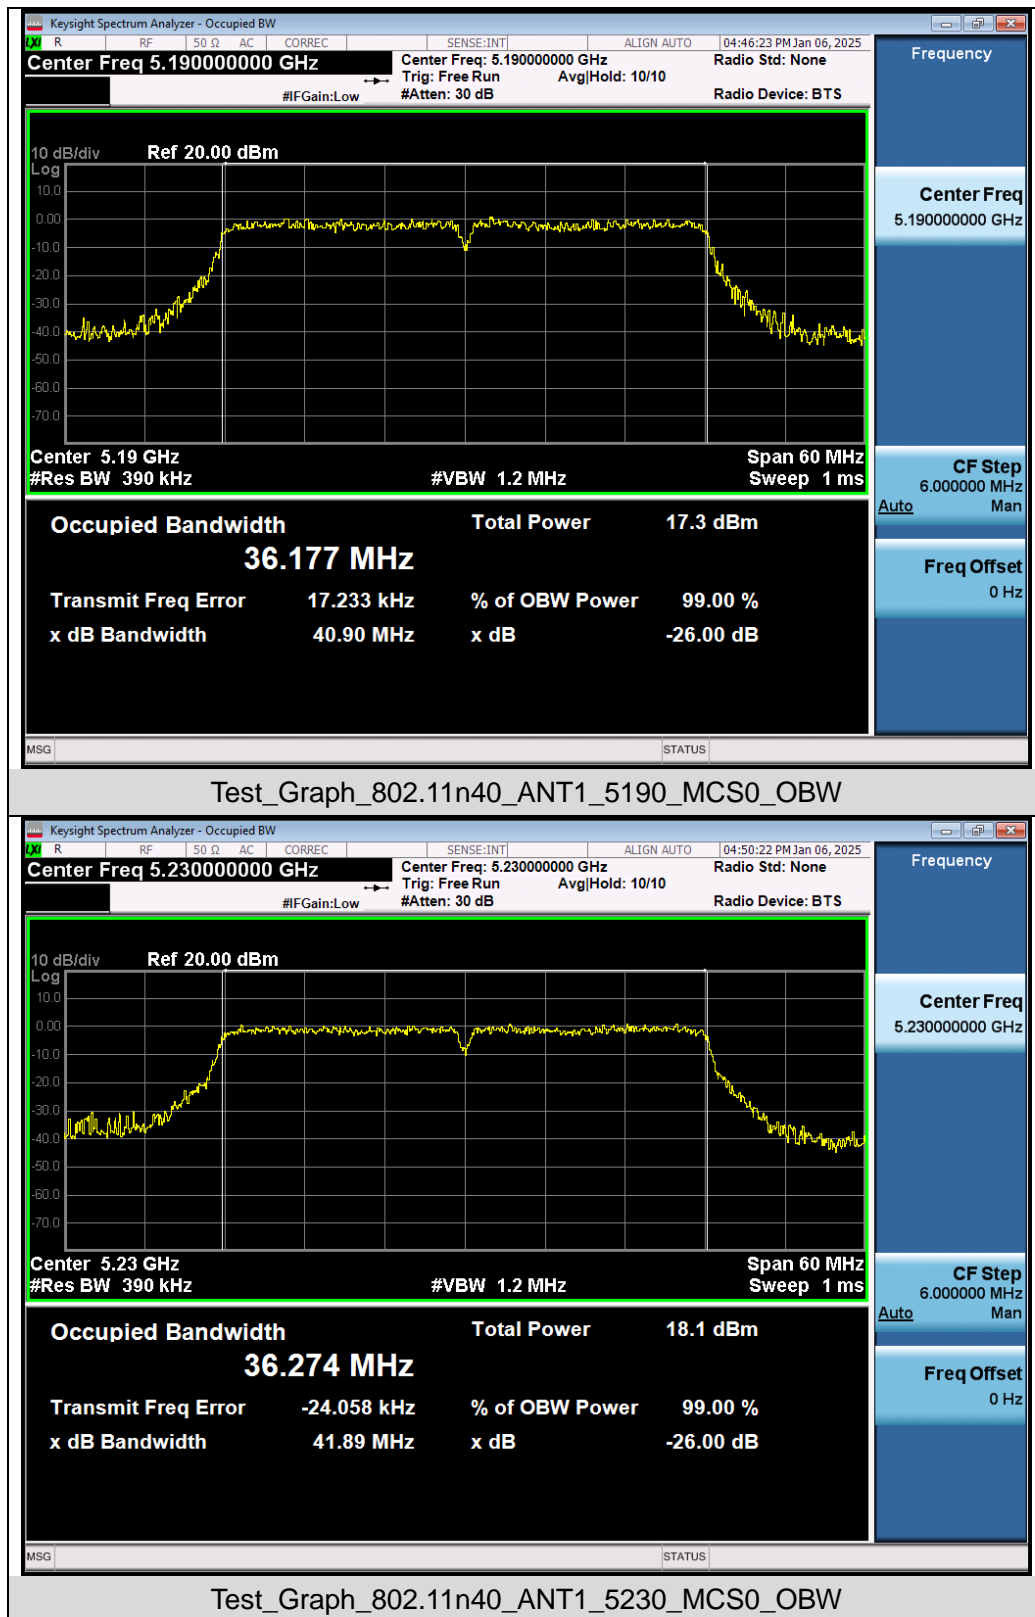 Keysight Spectrum Analyzer - Occupied BW
LXI R RF 50 Ω AC CORREC SENSE:INT ALIGN AUTO 04:46:23 PM Jan 06, 2025
Center Freq 5.190000000 GHz
Center Freq: 5.190000000 GHz Radio Std: None
Trig: Free Run Avg|Hold: 10/10
#IFGain:Low #Atten: 30 dB Radio Device: BTS
Frequency
10 dB/div Ref 20.00 dBm
Log
10.0
0.00
-10.0
-20.0
-30.0
-40.0
-50.0
-60.0
-70.0
Center 5.19 GHz Span 60 MHz
#Res BW 390 kHz #VBW 1.2 MHz Sweep 1 ms
Center Freq
5.190000000 GHz
CF Step
6.000000 MHz
Auto Man
Freq Offset
0 Hz
Occupied Bandwidth Total Power 17.3 dBm
36.177 MHz
Transmit Freq Error 17.233 kHz % of OBW Power 99.00 %
x dB Bandwidth 40.90 MHz x dB -26.00 dB
MSG STATUS
Test_Graph_802.11n40_ANT1_5190_MCS0_OBW
Keysight Spectrum Analyzer - Occupied BW
LXI R RF 50 Ω AC CORREC SENSE:INT ALIGN AUTO 04:50:22 PM Jan 06, 2025
Center Freq 5.230000000 GHz
Center Freq: 5.230000000 GHz Radio Std: None
Trig: Free Run Avg|Hold: 10/10
#IFGain:Low #Atten: 30 dB Radio Device: BTS
Frequency
10 dB/div Ref 20.00 dBm
Log
10.0
0.00
-10.0
-20.0
-30.0
-40.0
-50.0
-60.0
-70.0
Center 5.23 GHz Span 60 MHz
#Res BW 390 kHz #VBW 1.2 MHz Sweep 1 ms
Center Freq
5.230000000 GHz
CF Step
6.000000 MHz
Auto Man
Freq Offset
0 Hz
Occupied Bandwidth Total Power 18.1 dBm
36.274 MHz
Transmit Freq Error -24.058 kHz % of OBW Power 99.00 %
x dB Bandwidth 41.89 MHz x dB -26.00 dB
MSG STATUS
Test_Graph_802.11n40_ANT1_5230_MCS0_OBW